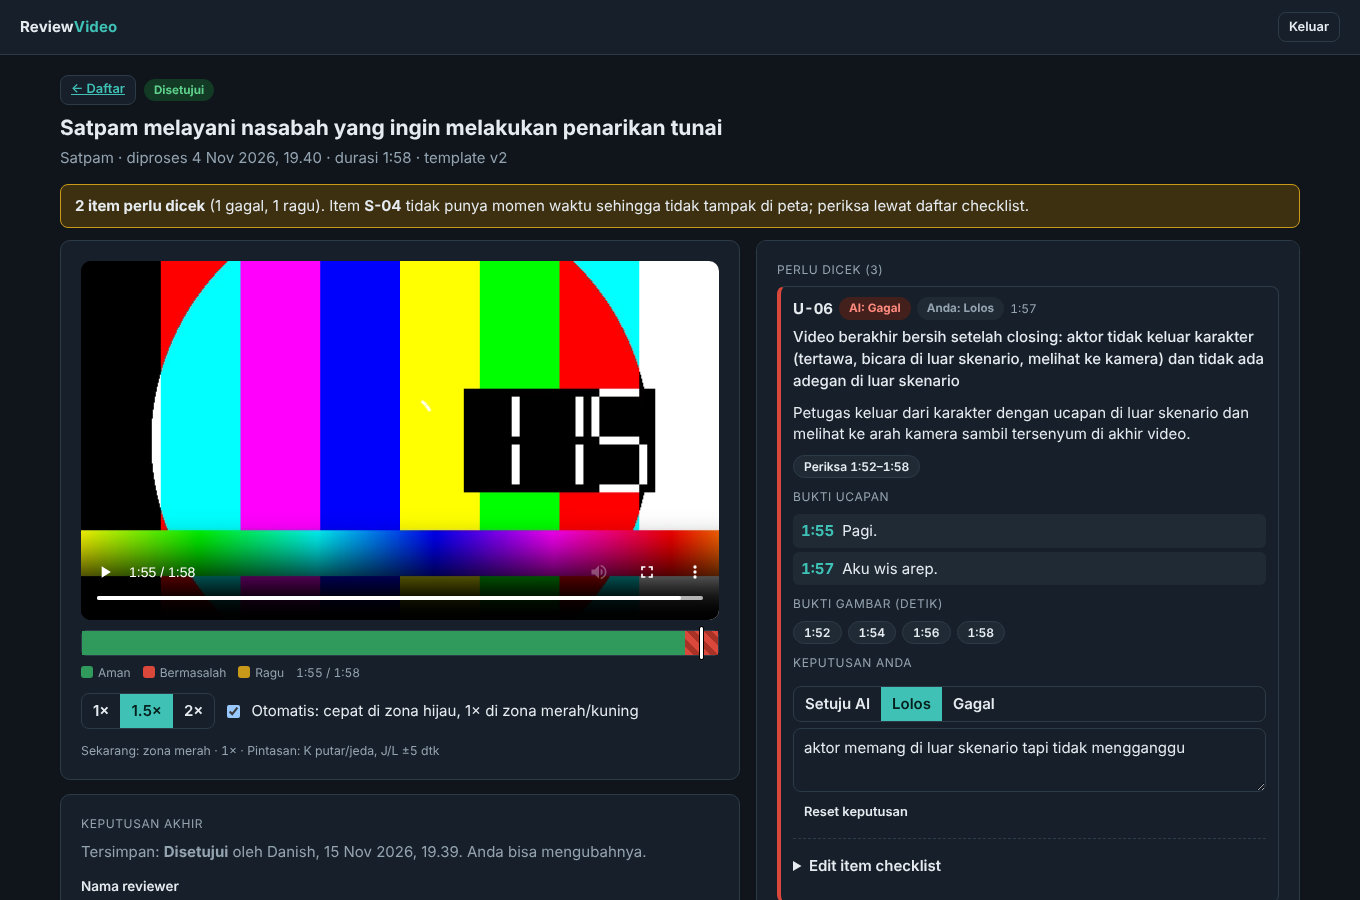 ReviewVideo
Keluar
← Daftar
Disetujui
Satpam melayani nasabah yang ingin melakukan penarikan tunai
Satpam · diproses 4 Nov 2026, 19.40 · durasi 1:58 · template v2
2 item perlu dicek (1 gagal, 1 ragu). Item S-04 tidak punya momen waktu sehingga tidak tampak di peta; periksa lewat daftar checklist.
115
1:55 / 1:58
Aman
Bermasalah
Ragu
1:55 / 1:58
1×
1.5×
2×
Otomatis: cepat di zona hijau, 1× di zona merah/kuning
Sekarang: zona merah · 1× · Pintasan: K putar/jeda, J/L ±5 dtk
KEPUTUSAN AKHIR
Tersimpan: Disetujui oleh Danish, 15 Nov 2026, 19.39. Anda bisa mengubahnya.
Nama reviewer
PERLU DICEK (3)
U-06
AI: Gagal
Anda: Lolos
1:57
Video berakhir bersih setelah closing: aktor tidak keluar karakter
(tertawa, bicara di luar skenario, melihat ke kamera) dan tidak ada
adegan di luar skenario
Petugas keluar dari karakter dengan ucapan di luar skenario dan
melihat ke arah kamera sambil tersenyum di akhir video.
Periksa 1:52–1:58
BUKTI UCAPAN
1:55 Pagi.
1:57 Aku wis arep.
BUKTI GAMBAR (DETIK)
1:52
1:54
1:56
1:58
KEPUTUSAN ANDA
Setuju AI
Lolos
Gagal
aktor memang di luar skenario tapi tidak mengganggu
Reset keputusan
Edit item checklist